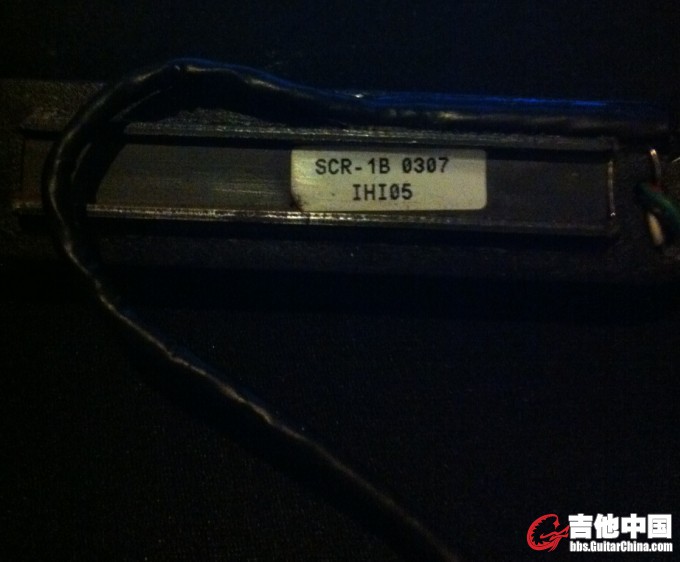 SCR-1B 0307
IHI05
吉他中国
bbs.GuitarChina.com